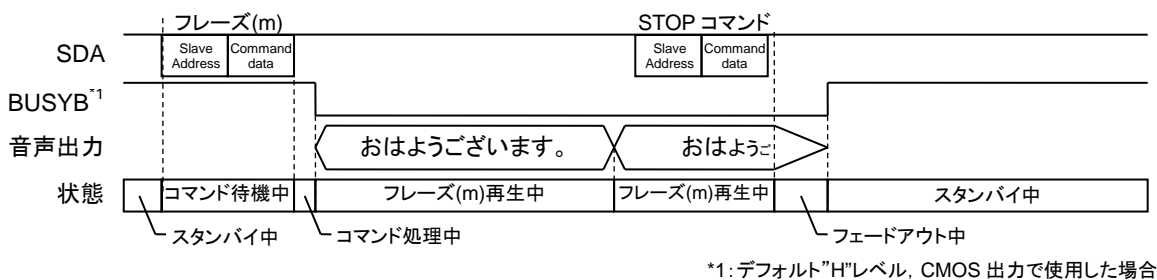 フレーズ(m)
STOP コマンド
SDA
Slave Address
Command data
Slave Address
Command data
BUSYB*1
音声出力
おはようございます。
おはようご
状態
コマンド待機中
フレーズ(m)再生中
フレーズ(m)再生中
スタンバイ中
スタンバイ中
コマンド処理中
フェードアウト中
*1:デフォルト”H”レベル, CMOS 出力で使用した場合